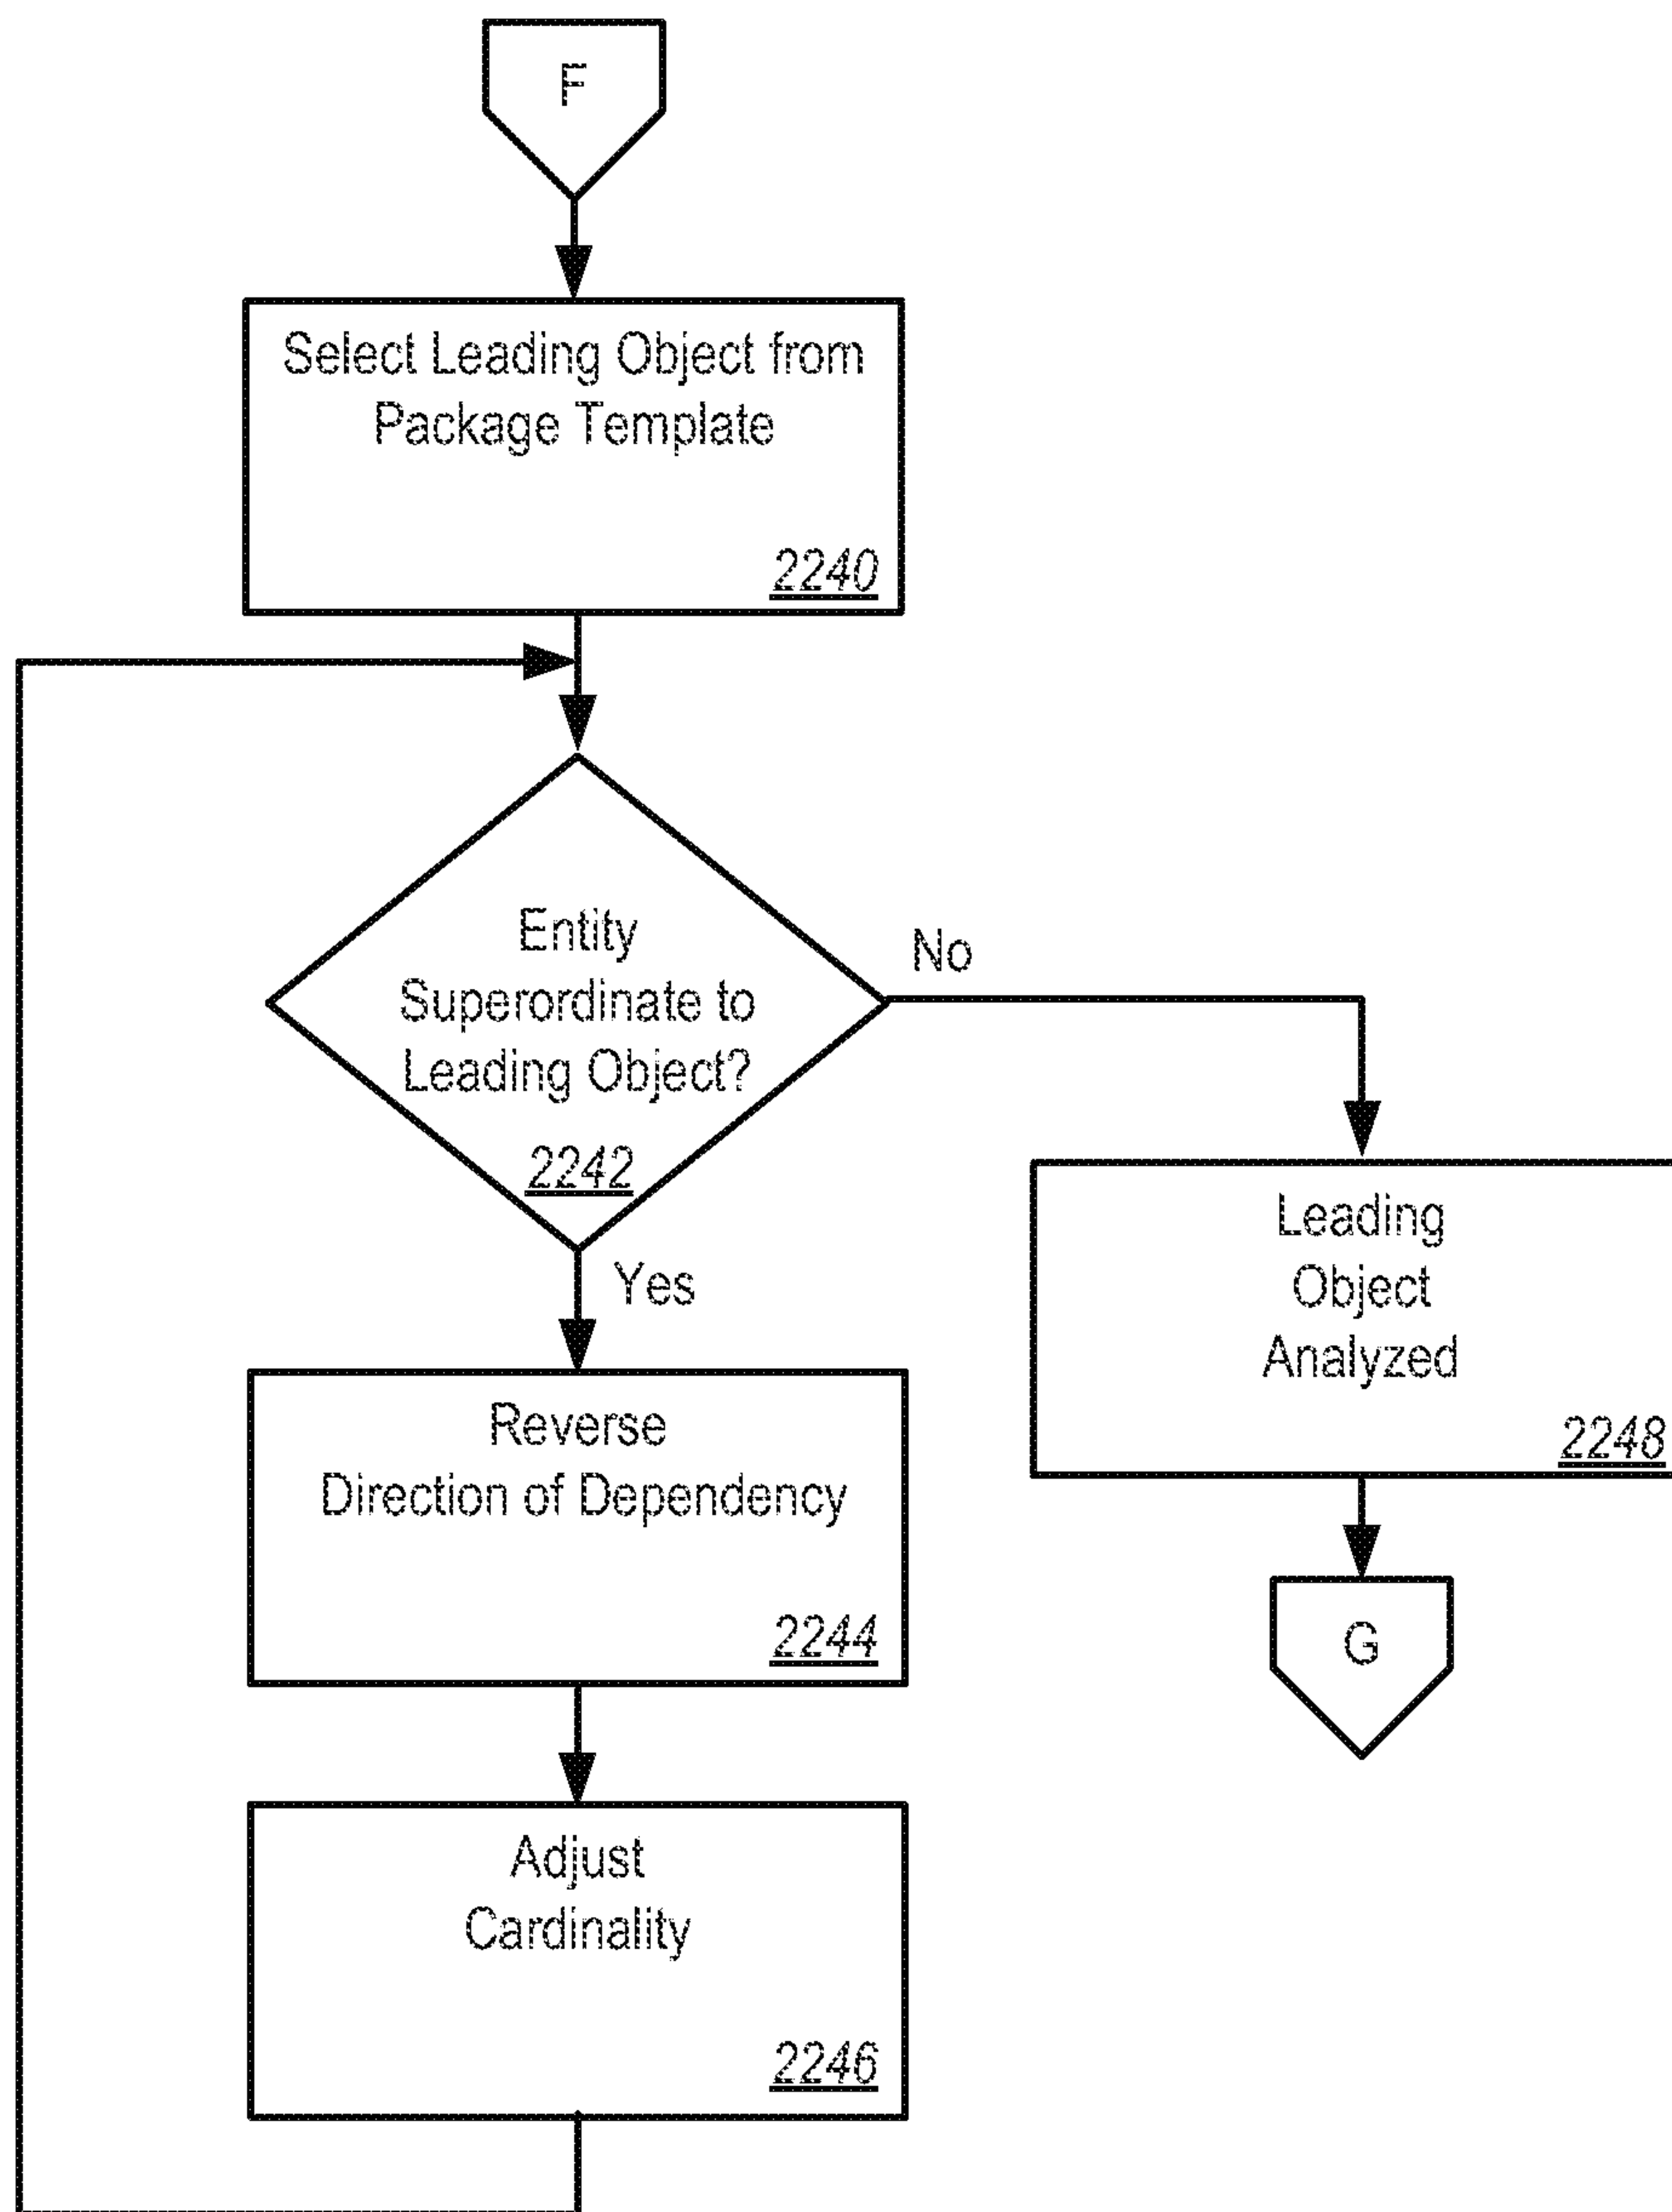 F
Select Leading Object from
Package Template
2240
Entity
Superordinate to
Leading Object?
2242
No
Yes
Leading
Object
Analyzed
2248
Reverse
Direction of Dependency
2244
G
Adjust
Cardinality
2246